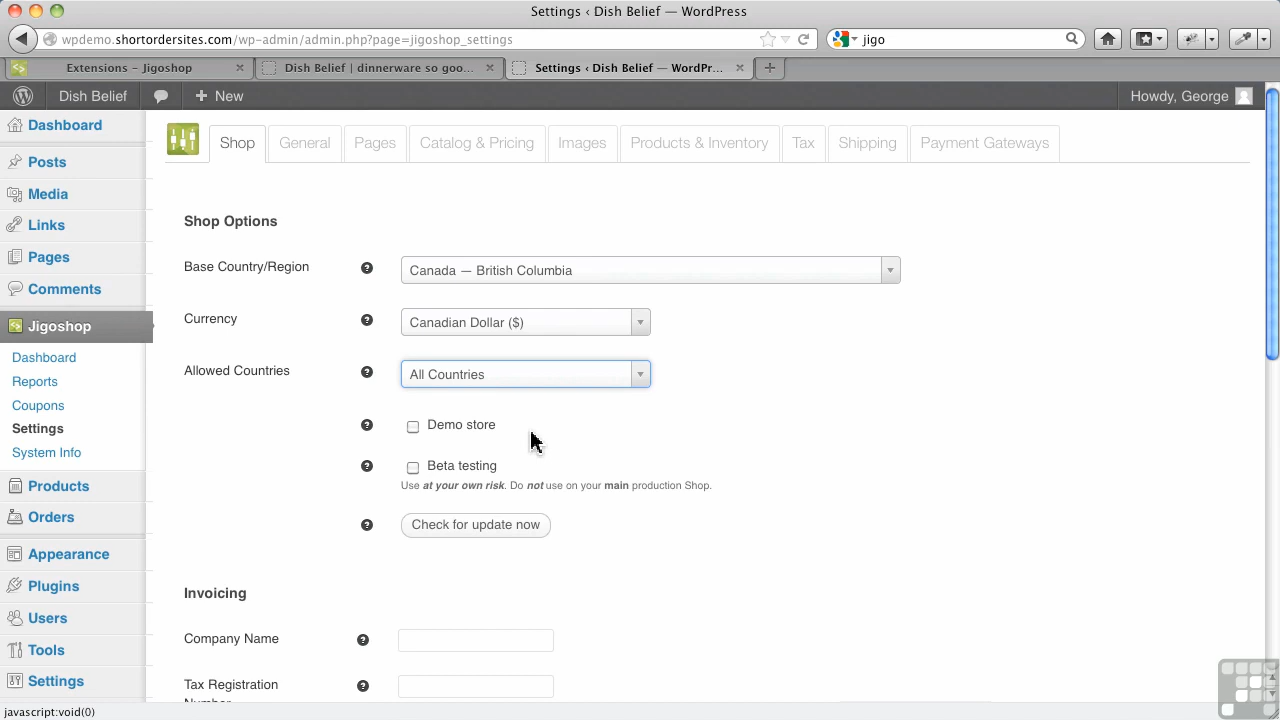 Settings ‹ Dish Belief — WordPress
wpdemo.shortordersites.com/wp-admin/admin.php?page=jigoshop_settings
jigo
Extensions – Jigoshop
Dish Belief | dinnerware so goo...
Settings ‹ Dish Belief — WordPr...
Dish Belief
New
Howdy, George
Dashboard
Posts
Media
Links
Pages
Comments
Jigoshop
Dashboard
Reports
Coupons
Settings
System Info
Products
Orders
Appearance
Plugins
Users
Tools
Settings
Shop General Pages Catalog & Pricing Images Products & Inventory Tax Shipping Payment Gateways
Shop Options
Base Country/Region ? Canada — British Columbia
Currency ? Canadian Dollar ($)
Allowed Countries ? All Countries
? Demo store
? Beta testing
Use at your own risk. Do not use on your main production Shop.
? Check for update now
Invoicing
Company Name ?
Tax Registration ?
javascript:void(0)